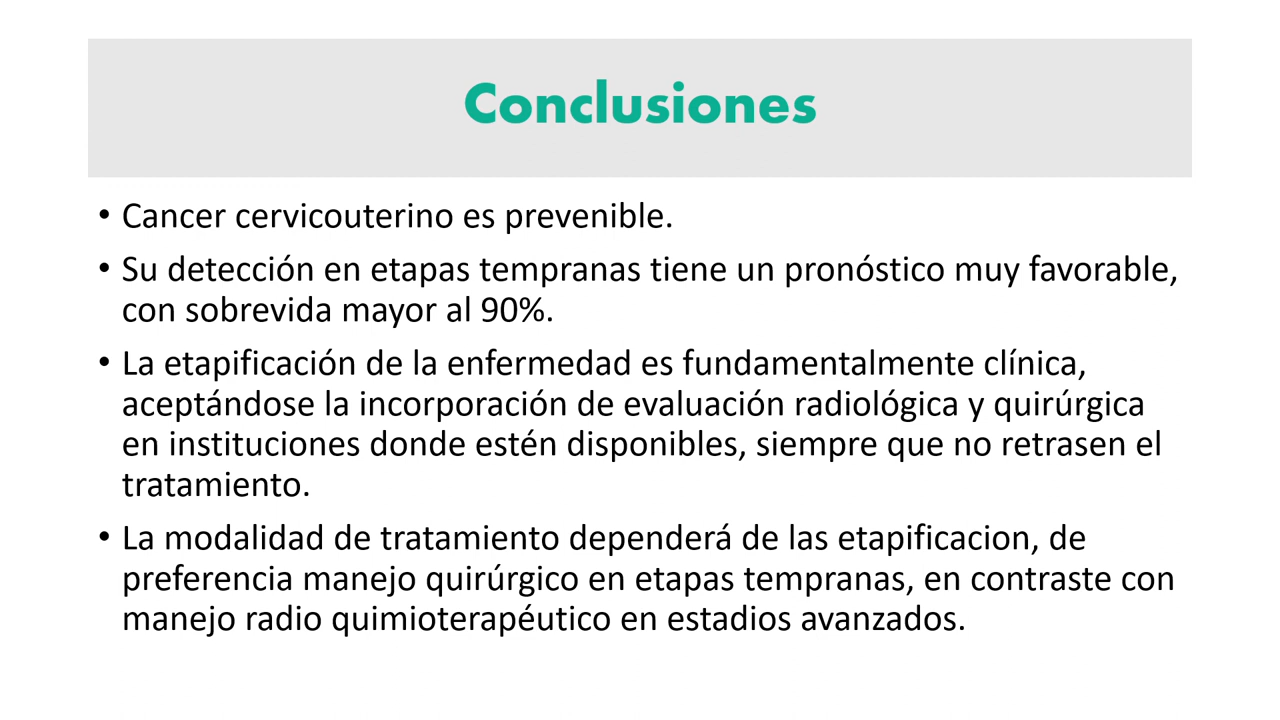 Conclusiones
• Cancer cervicouterino es prevenible.
• Su detección en etapas tempranas tiene un pronóstico muy favorable,
con sobrevida mayor al 90%.
• La etapificación de la enfermedad es fundamentalmente clínica,
aceptándose la incorporación de evaluación radiológica y quirúrgica
en instituciones donde estén disponibles, siempre que no retrasen el
tratamiento.
• La modalidad de tratamiento dependerá de las etapificacion, de
preferencia manejo quirúrgico en etapas tempranas, en contraste con
manejo radio quimioterapéutico en estadios avanzados.